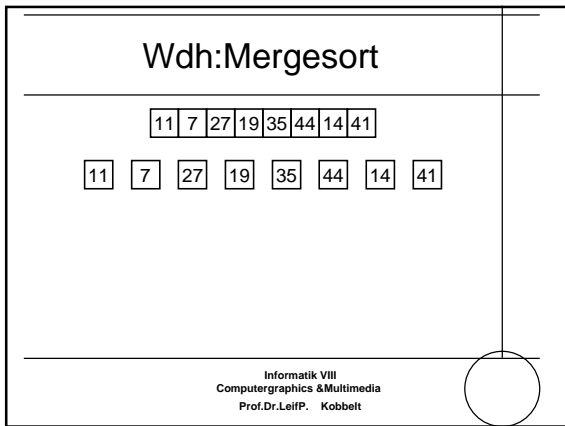 Wdh:Mergesort
11 7 27 19 35 44 14 41
11 7 27 19 35 44 14 41
Informatik VIII
Computergraphics &Multimedia
Prof.Dr.LeifP. Kobbelt